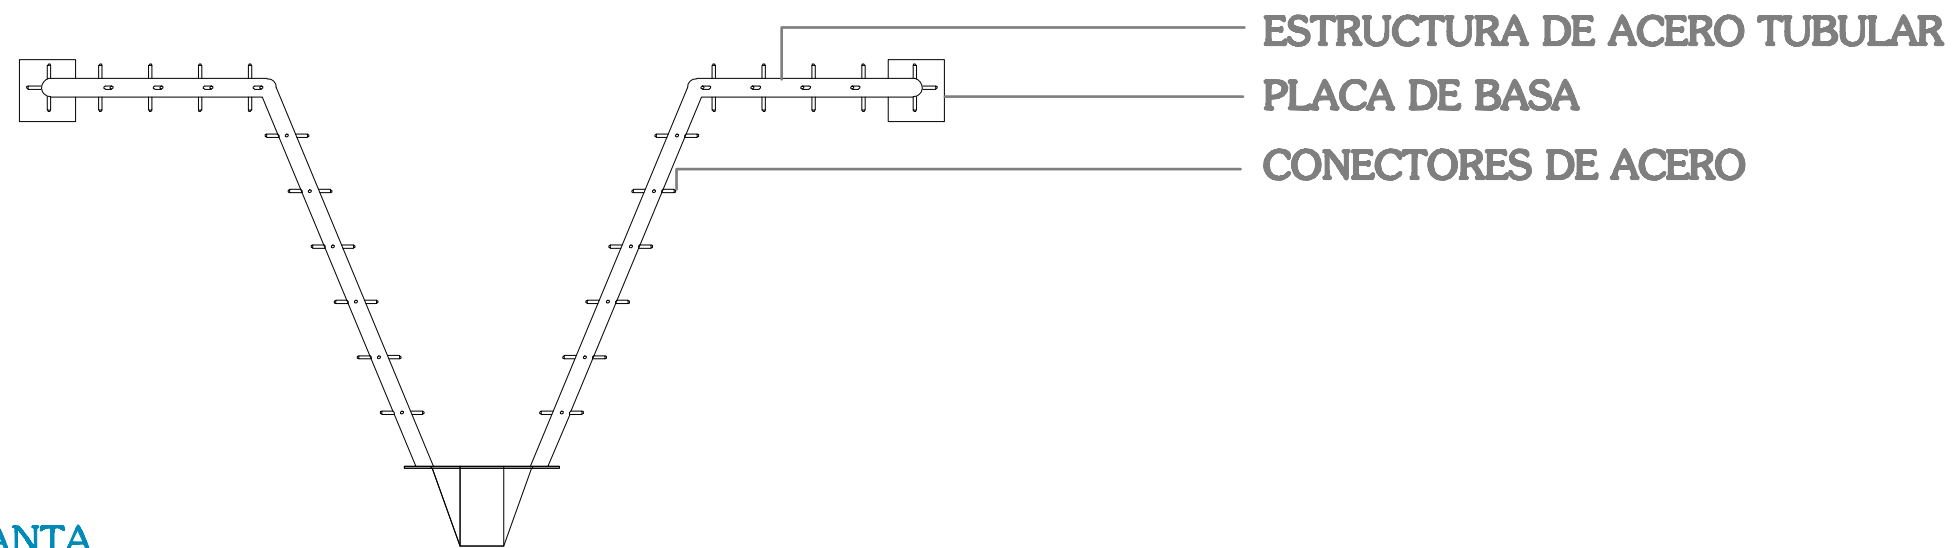 ESTRUCTURA DE ACERO TUBULAR
PLACA DE BASA
CONECTORES DE ACERO
ANTA